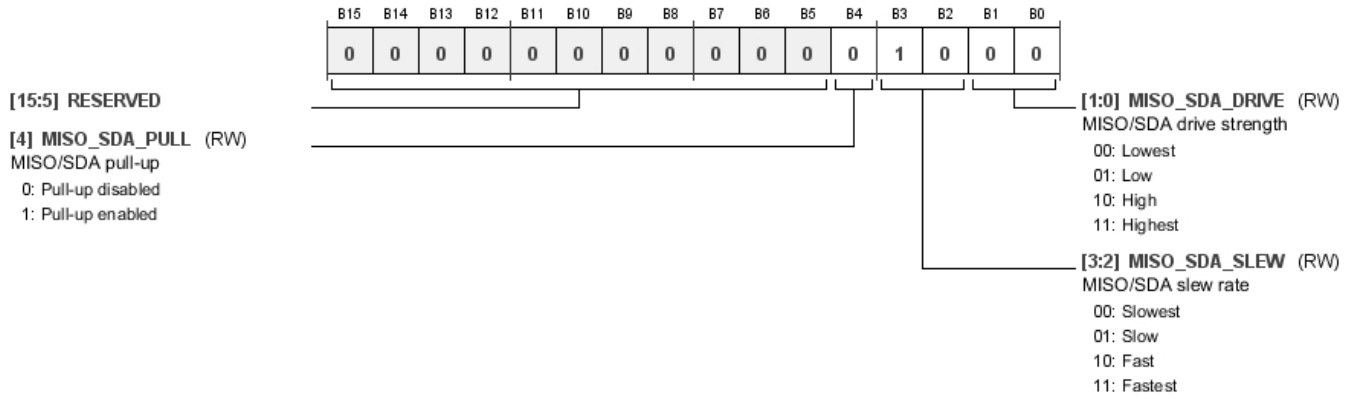 B15 B14 B13 B12 B11 B10 B9 B8 B7 B6 B5 B4 B3 B2 B1 B0
0 0 0 0 0 0 0 0 0 0 0 0 1 0 0 0
[15:5] RESERVED
[4] MISO_SDA_PULL (RW)
MISO/SDA pull-up
0: Pull-up disabled
1: Pull-up enabled
[1:0] MISO_SDA_DRIVE (RW)
MISO/SDA drive strength
00: Lowest
01: Low
10: High
11: Highest
[3:2] MISO_SDA_SLEW (RW)
MISO/SDA slew rate
00: Slowest
01: Slow
10: Fast
11: Fastest